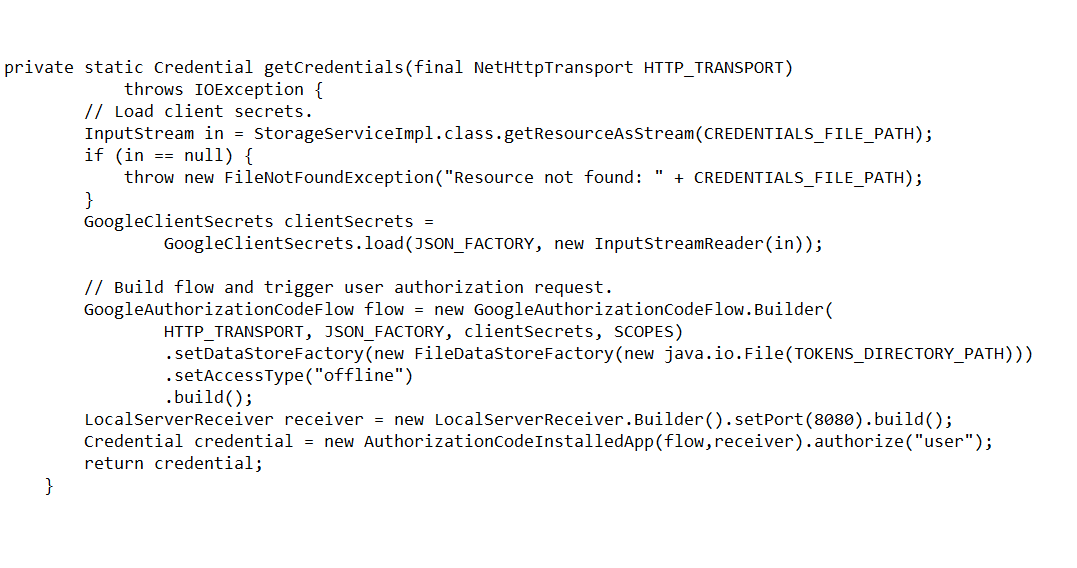 private static Credential getCredentials(final NetHttpTransport HTTP_TRANSPORT)
            throws IOException {
        // Load client secrets.
        InputStream in = StorageServiceImpl.class.getResourceAsStream(CREDENTIALS_FILE_PATH);
        if (in == null) {
            throw new FileNotFoundException("Resource not found: " + CREDENTIALS_FILE_PATH);
        }
        GoogleClientSecrets clientSecrets =
                GoogleClientSecrets.load(JSON_FACTORY, new InputStreamReader(in));

        // Build flow and trigger user authorization request.
        GoogleAuthorizationCodeFlow flow = new GoogleAuthorizationCodeFlow.Builder(
                HTTP_TRANSPORT, JSON_FACTORY, clientSecrets, SCOPES)
                .setDataStoreFactory(new FileDataStoreFactory(new java.io.File(TOKENS_DIRECTORY_PATH)))
                .setAccessType("offline")
                .build();
        LocalServerReceiver receiver = new LocalServerReceiver.Builder().setPort(8080).build();
        Credential credential = new AuthorizationCodeInstalledApp(flow,receiver).authorize("user");
        return credential;
    }